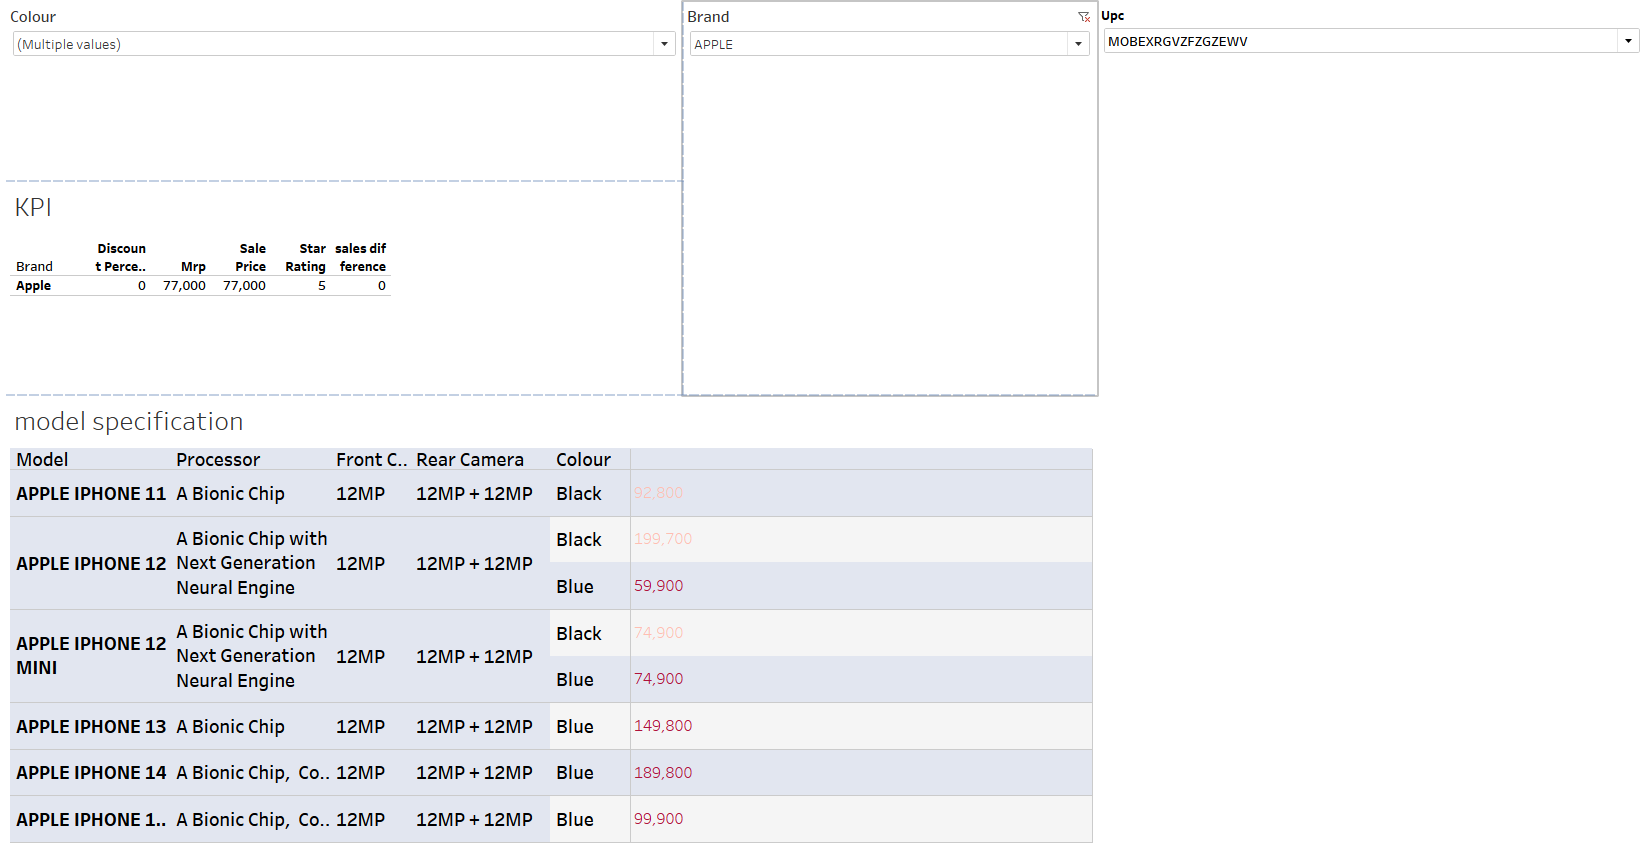 Colour
(Multiple values)
Brand
APPLE
Upc
MOBEXRGVZFZGZEWV
KPI
Discoun Sale Star sales dif
Brand t Perce.. Mrp Price Rating ference
Apple 0 77,000 77,000 5 0
model specification
Model Processor Front C.. Rear Camera Colour
APPLE IPHONE 11 A Bionic Chip 12MP 12MP + 12MP Black 92,800
APPLE IPHONE 12 A Bionic Chip with
Next Generation
Neural Engine 12MP 12MP + 12MP Black 199,700
Blue 59,900
APPLE IPHONE 12
MINI A Bionic Chip with
Next Generation
Neural Engine 12MP 12MP + 12MP Black 74,900
Blue 74,900
APPLE IPHONE 13 A Bionic Chip 12MP 12MP + 12MP Blue 149,800
APPLE IPHONE 14 A Bionic Chip, Co.. 12MP 12MP + 12MP Blue 189,800
APPLE IPHONE 1.. A Bionic Chip, Co.. 12MP 12MP + 12MP Blue 99,900